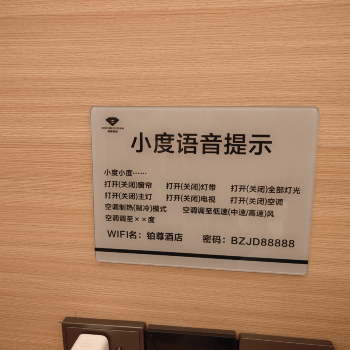 小度语音提示
小度小度……
打开(关闭)窗帘 打开(关闭)灯带 打开(关闭)全部灯光
打开(关闭)主灯 打开(关闭)电视 打开(关闭)空调
空调制热(制冷)模式 空调调至低速(中速/高速)风
空调调至××度
WIFI名：铂尊酒店 密码：BZJD88888